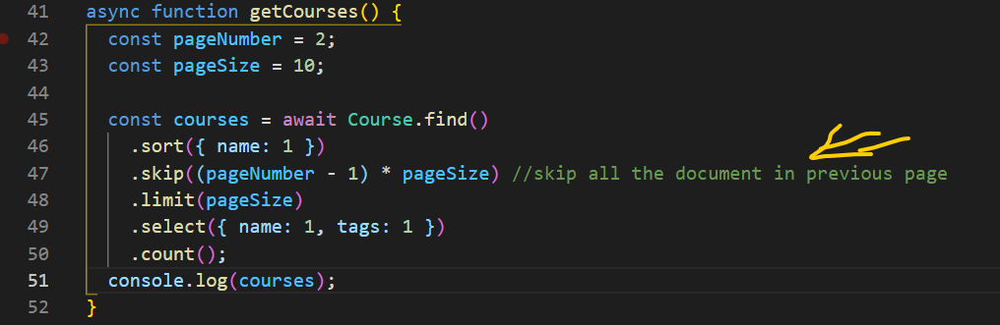 41 async function getCourses() {
42 const pageNumber = 2;
43 const pageSize = 10;
44
45 const courses = await Course.find()
46 .sort({ name: 1 })
47 .skip((pageNumber - 1) * pageSize) //skip all the document in previous page
48 .limit(pageSize)
49 .select({ name: 1, tags: 1 })
50 .count();
51 console.log(courses);
52 }